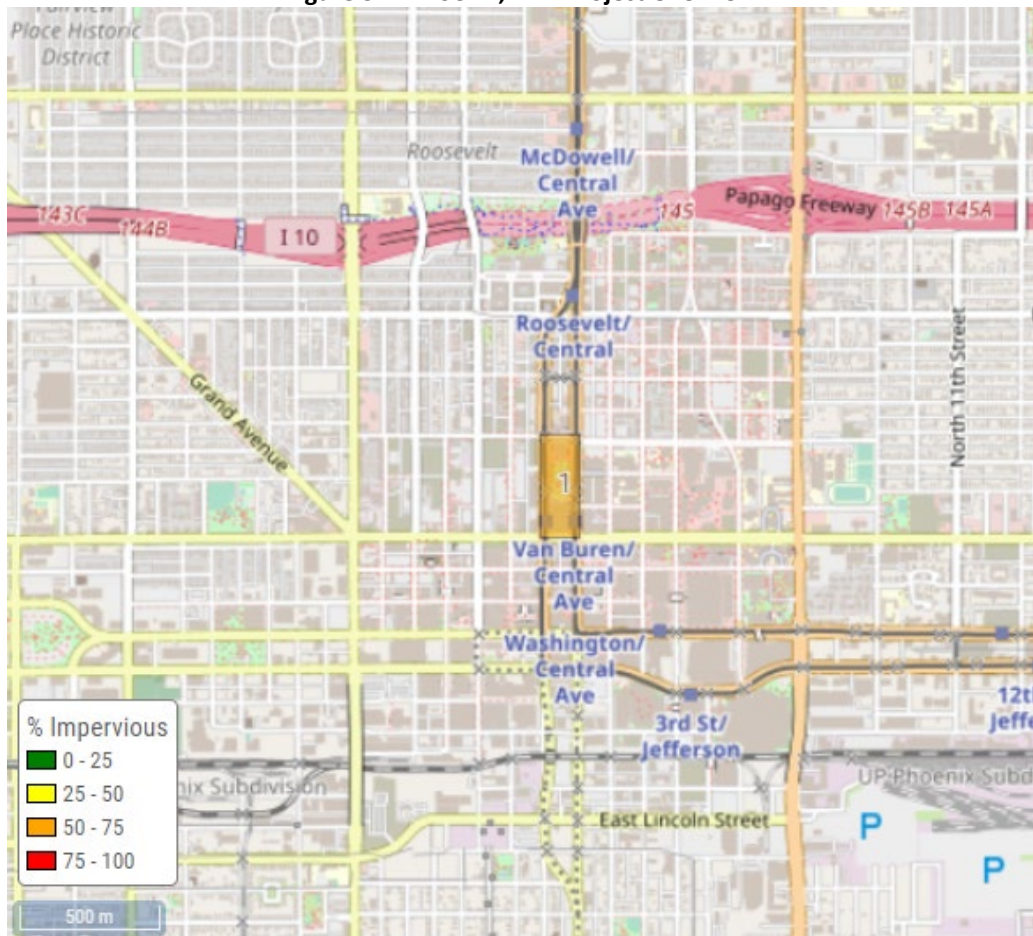 Place Historic
District
Roosevelt
McDowell/
Central
Ave
143C
144B
I 10
145
Papago Freeway
145B
145A
Roosevelt/
Central
North 11th Street
Grand Avenue
1
Van Buren/
Central
Ave
Washington/
Central
Ave
3rd St/
Jefferson
12t
Jeffe
% Impervious
0 - 25
25 - 50
50 - 75
75 - 100
nix Subdivision
UP-Phoenix Subd
East Lincoln Street
P
P
500 m